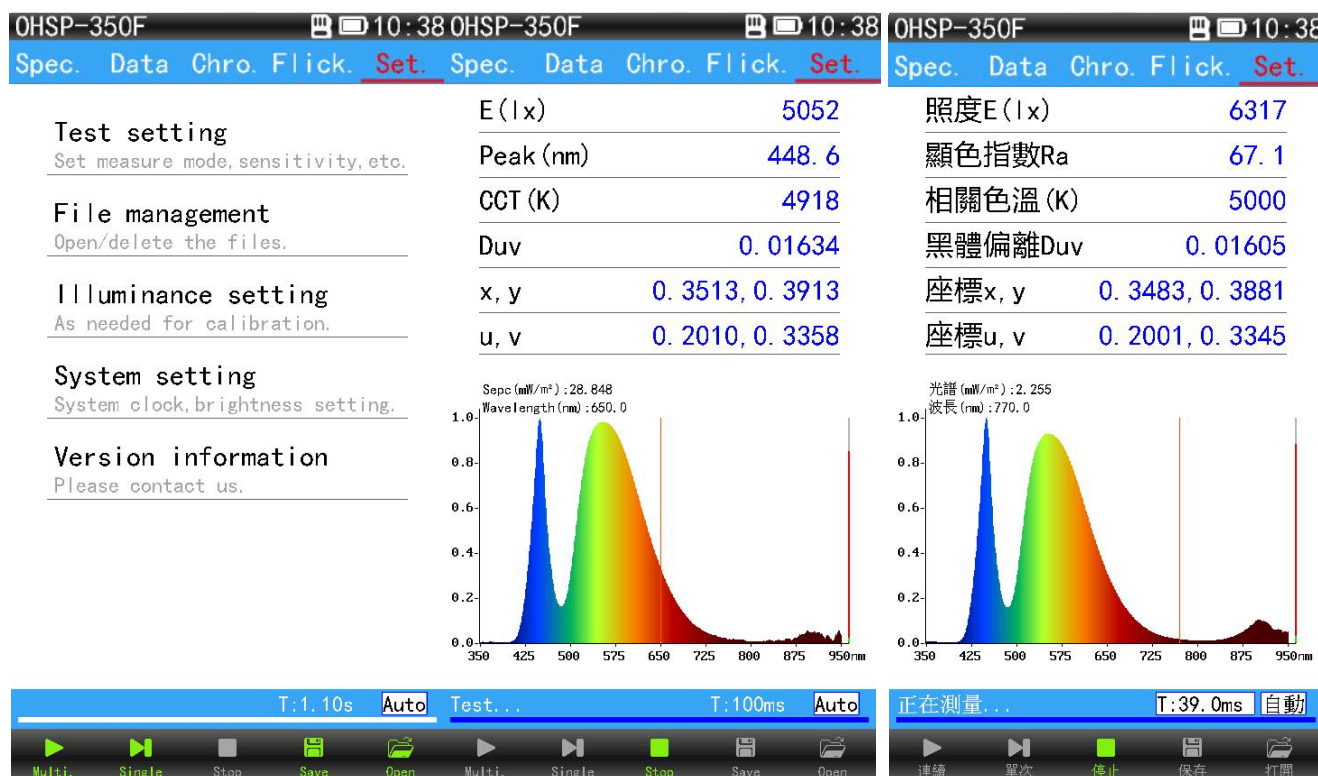 OHSP-350F 10:38
Spec. Data Chro. Flick. Set.
Test setting
Set measure mode,sensitivity,etc.
File management
Open/delete the files.
Illuminance setting
As needed for calibration.
System setting
System clock,brightness setting.
Version information
Please contact us.
T:1.10s Auto
Multi. Single Stop Save Open
OHSP-350F 10:38
Spec. Data Chro. Flick. Set.
E(lx) 5052
Peak(nm) 448.6
CCT(K) 4918
Duv 0.01634
x,y 0.3513,0.3913
u,v 0.2010,0.3358
Sepc(mW/m²):28.848
Wavelength(nm):650.0
1.0
0.8
0.6
0.4
0.2
0.0
350 425 500 575 650 725 800 875 950nm
Test... T:100ms Auto
Multi. Single Stop Save Open
OHSP-350F 10:38
Spec. Data Chro. Flick. Set.
照度E(lx) 6317
顯色指數Ra 67.1
相關色溫(K) 5000
黑體偏離Duv 0.01605
座標x,y 0.3483,0.3881
座標u,v 0.2001,0.3345
光譜(mW/m²):2.255
波長(nm):770.0
1.0
0.8
0.6
0.4
0.2
0.0
350 425 500 575 650 725 800 875 950nm
正在測量... T:39.0ms 自動
連續 單次 停止 保存 打開